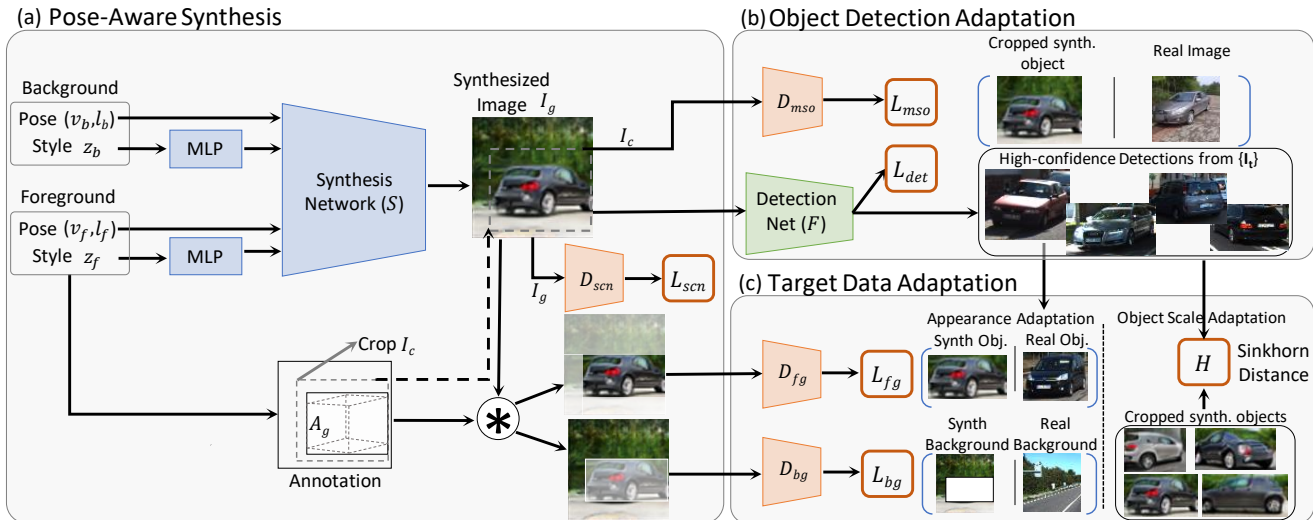 (a) Pose-Aware Synthesis
Background
Pose (v_b,l_b)
Style z_b
MLP
Foreground
Pose (v_f,l_f)
Style z_f
MLP
Synthesis
Network (S)
Synthesized
Image I_g
I_c
I_g
D_scn
L_scn
Crop I_c
A_g
Annotation
*
(b) Object Detection Adaptation
D_mso
L_mso
Cropped synth.
object
Real Image
Detection
Net (F)
L_det
High-confidence Detections from {I_t}
(c) Target Data Adaptation
D_fg
L_fg
Appearance Adaptation
Synth Obj.
Real Obj.
D_bg
L_bg
Synth
Background
Real
Background
Object Scale Adaptation
H
Sinkhorn
Distance
Cropped synth. objects